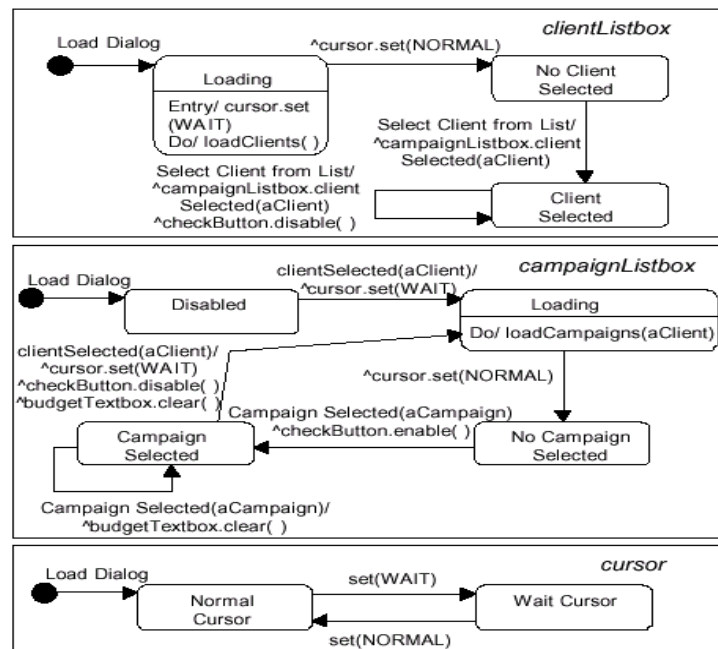 clientListbox
Load Dialog
^cursor.set(NORMAL)
Loading
Entry/ cursor.set
(WAIT)
Do/ loadClients( )
No Client
Selected
Select Client from List/
^campaignListbox.client
Selected(aClient)
Select Client from List/
^campaignListbox.client
Selected(aClient)
^checkButton.disable( )
Client
Selected
campaignListbox
Load Dialog
clientSelected(aClient)/
^cursor.set(WAIT)
Disabled
Loading
Do/ loadCampaigns(aClient)
clientSelected(aClient)/
^cursor.set(WAIT)
^checkButton.disable( )
^budgetTextbox.clear( )
^cursor.set(NORMAL)
Campaign Selected(aCampaign)
^checkButton.enable( )
Campaign
Selected
No Campaign
Selected
Campaign Selected(aCampaign)/
^budgetTextbox.clear( )
cursor
Load Dialog
set(WAIT)
Normal
Cursor
Wait Cursor
set(NORMAL)